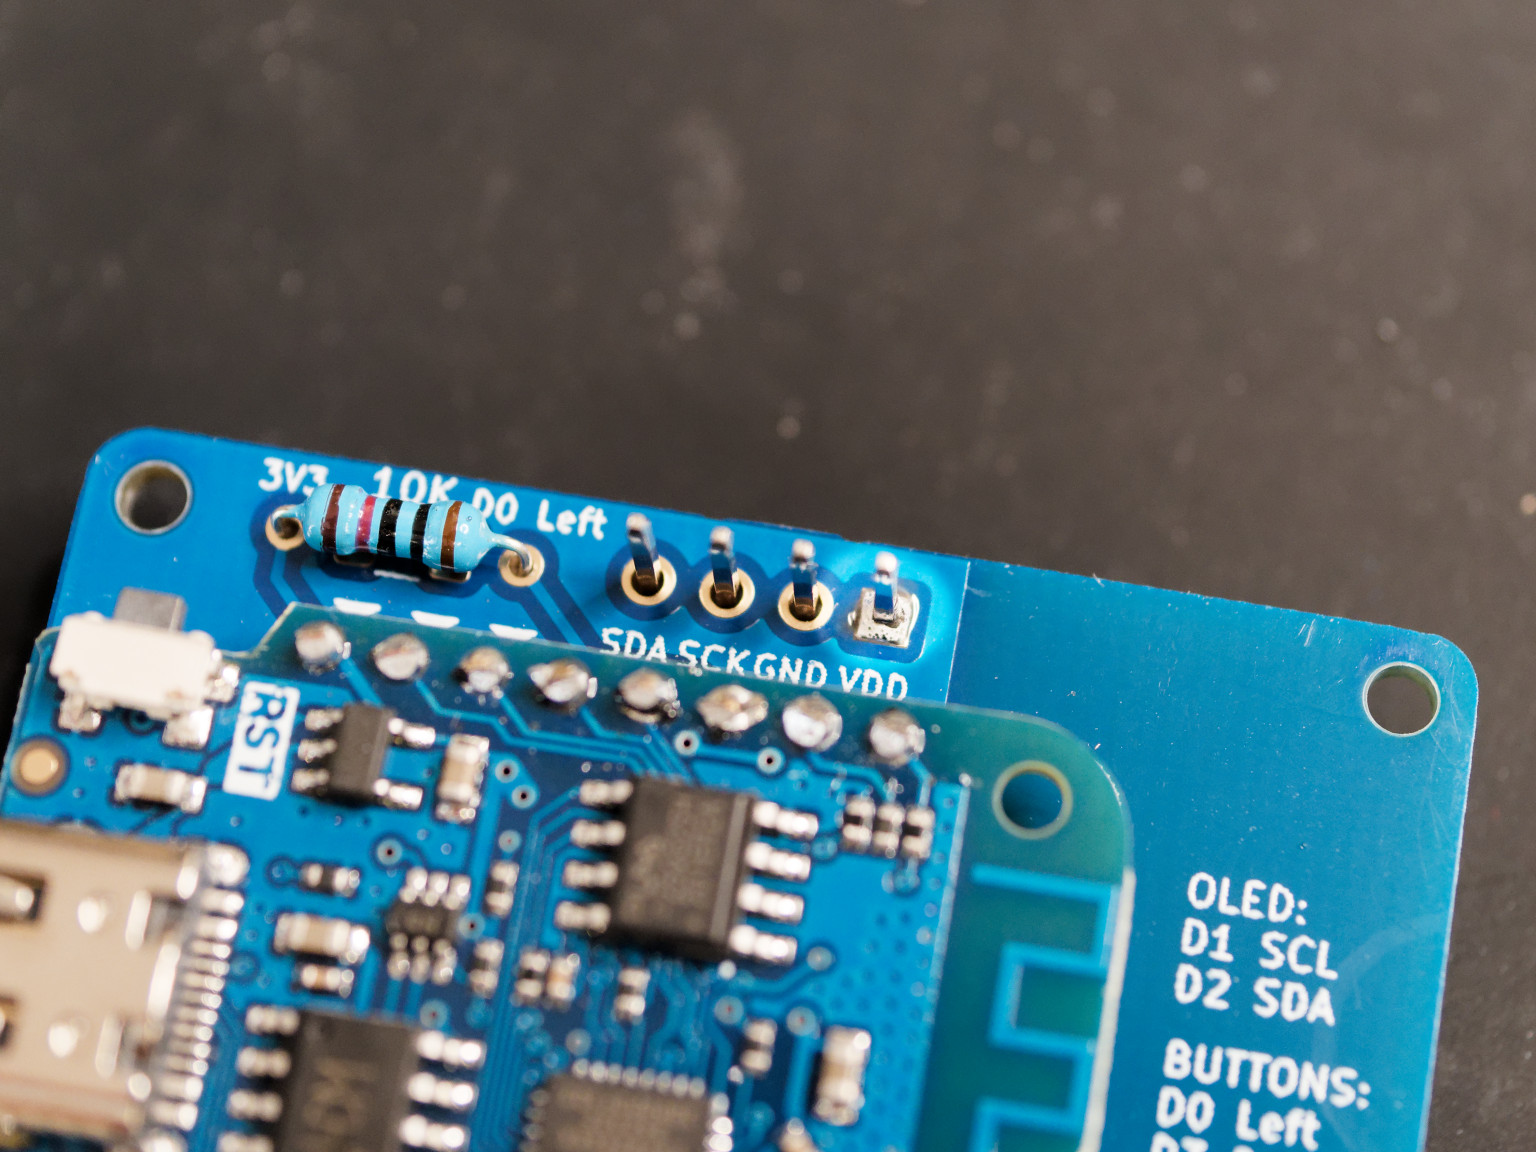 3V3 10K D0 Left
SDA SCK GND VDD
RST
OLED:
D1 SCL
D2 SDA
BUTTONS:
D0 Left